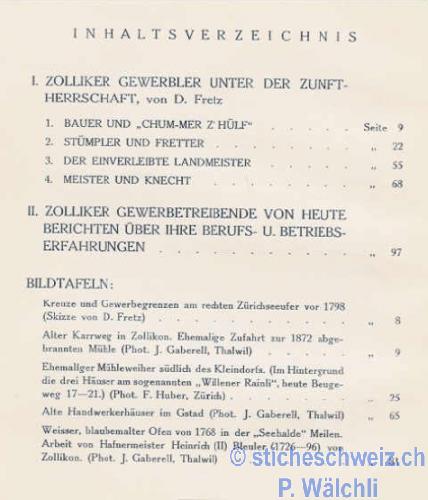 INHALTSVERZEICHNIS
I. ZOLLIKER GEWERBLER UNTER DER ZUNFT-
HERRSCHAFT, von D. Fretz
1. BAUER UND „CHUM-MER Z'HÜLF" . . . . . . Seite 9
2. STÜMPLER UND FRETTER . . . . . . „ 22
3. DER EINVERLEIBTE LANDMEISTER . . . . . . „ 55
4. MEISTER UND KNECHT . . . . . . „ 68
II. ZOLLIKER GEWERBETREIBENDE VON HEUTE
BERICHTEN ÜBER IHRE BERUFS- U. BETRIEBS-
ERFAHRUNGEN . . . . . . „ 97
BILDTAFELN:
Kreuze und Gewerbegrenzen am rechten Zürichseeufer vor 1798
(Skizze von D. Fretz) . . . . . . „ 8
Alter Karrweg in Zollikon. Ehemalige Zufahrt zur 1872 abge-
brannten Mühle (Phot. J. Gaberell, Thalwil) . . . . „ 9
Ehemaliger Mühleweiher südlich des Kleindorfs. (Im Hintergrund
die drei Häuser am sogenannten „Willener Rainli", heute Beuge-
weg 17—21.) (Phot. F. Huber, Zürich) . . . . . „ 25
Alte Handwerkerhäuser im Gstad (Phot. J. Gaberell, Thalwil) „ 65
Weisser, blaubemalter Ofen von 1768 in der „Seehalde" Meilen.
Arbeit von Hafnermeister Heinrich (II) Bleuler (1726—96) vor
Zollikon. (Phot. J. Gaberell, Thalwil) . . . „
© sticheschweiz.ch
P. Wälchli